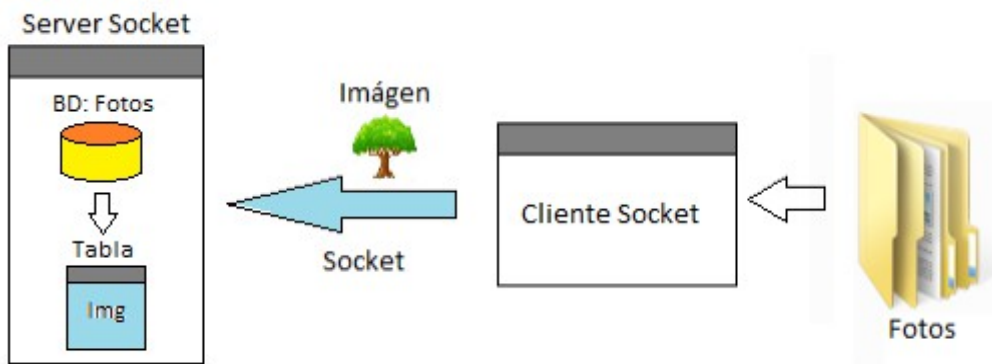 Server Socket
BD: Fotos
Tabla
Img
Imágen
Socket
Cliente Socket
Fotos